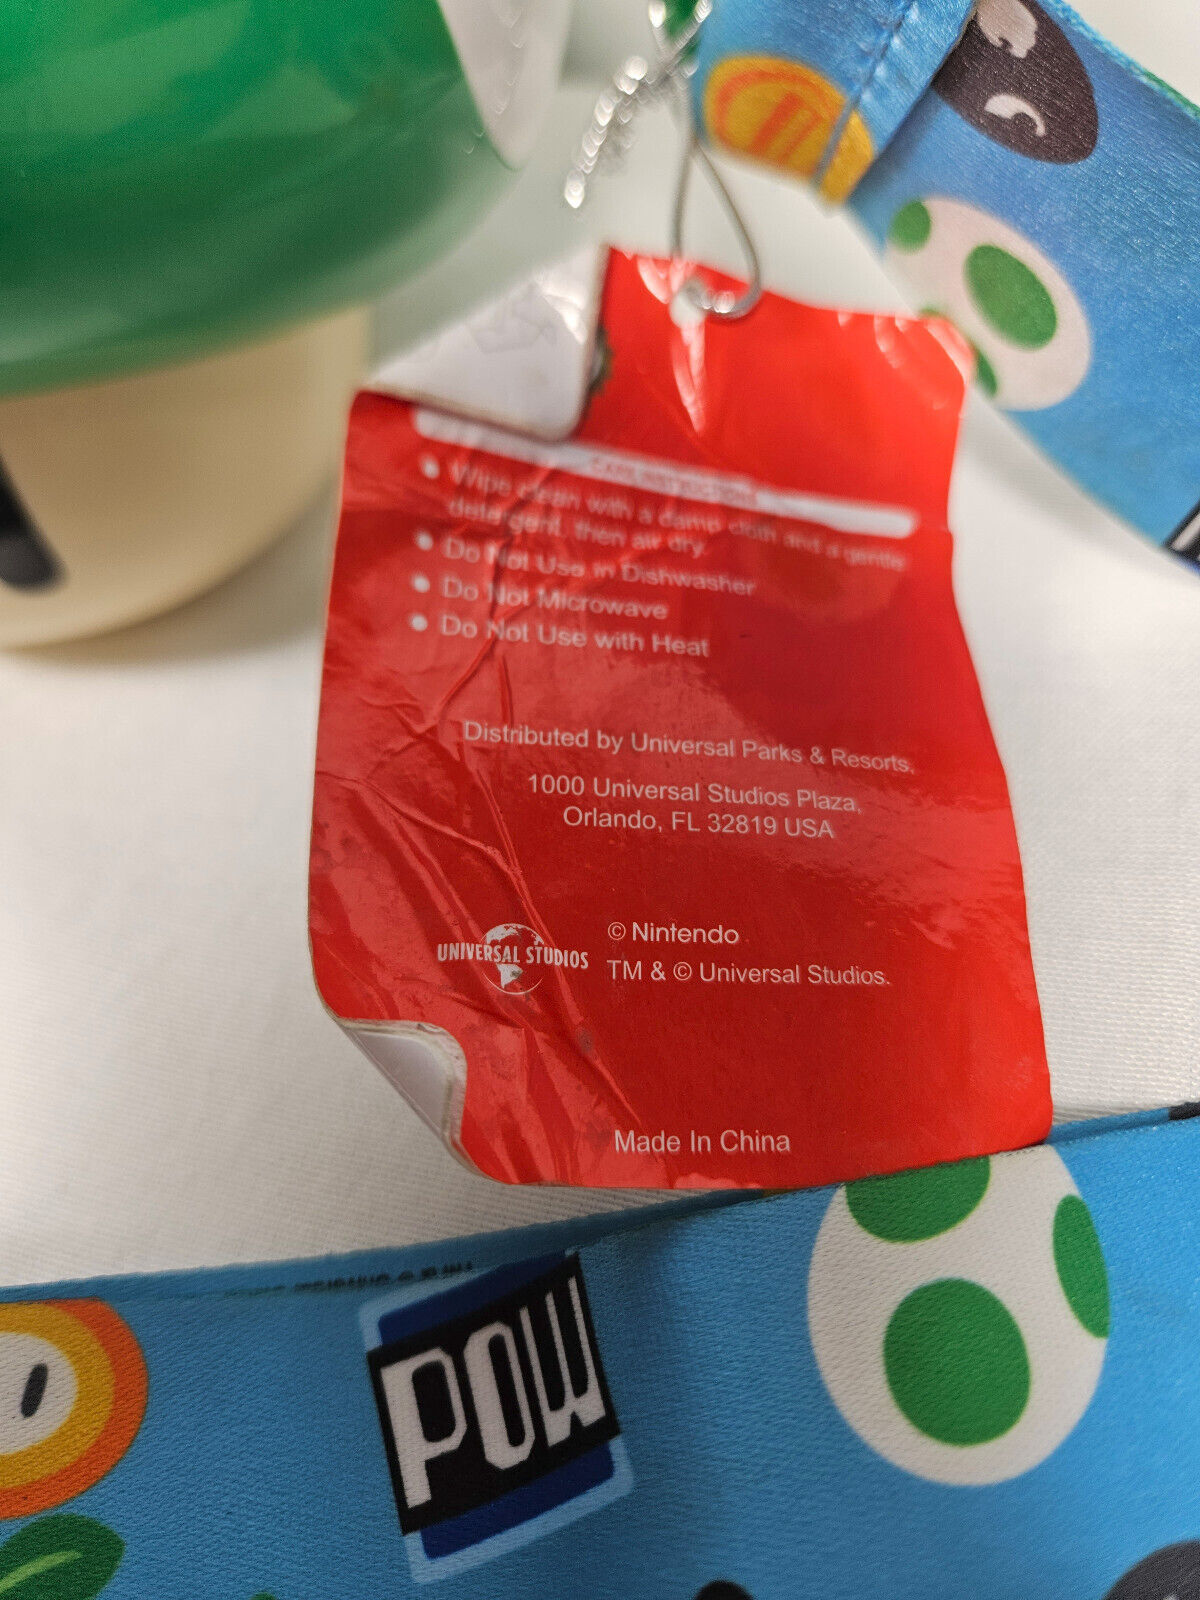 CARE INSTRUCTIONS
Wipe clean with a damp cloth and a gentle
detergent, then air dry.
Do Not Use in Dishwasher
Do Not Microwave
Do Not Use with Heat
Distributed by Universal Parks & Resorts,
1000 Universal Studios Plaza,
Orlando, FL 32819 USA
UNIVERSAL STUDIOS
© Nintendo
TM & © Universal Studios.
Made In China
POW